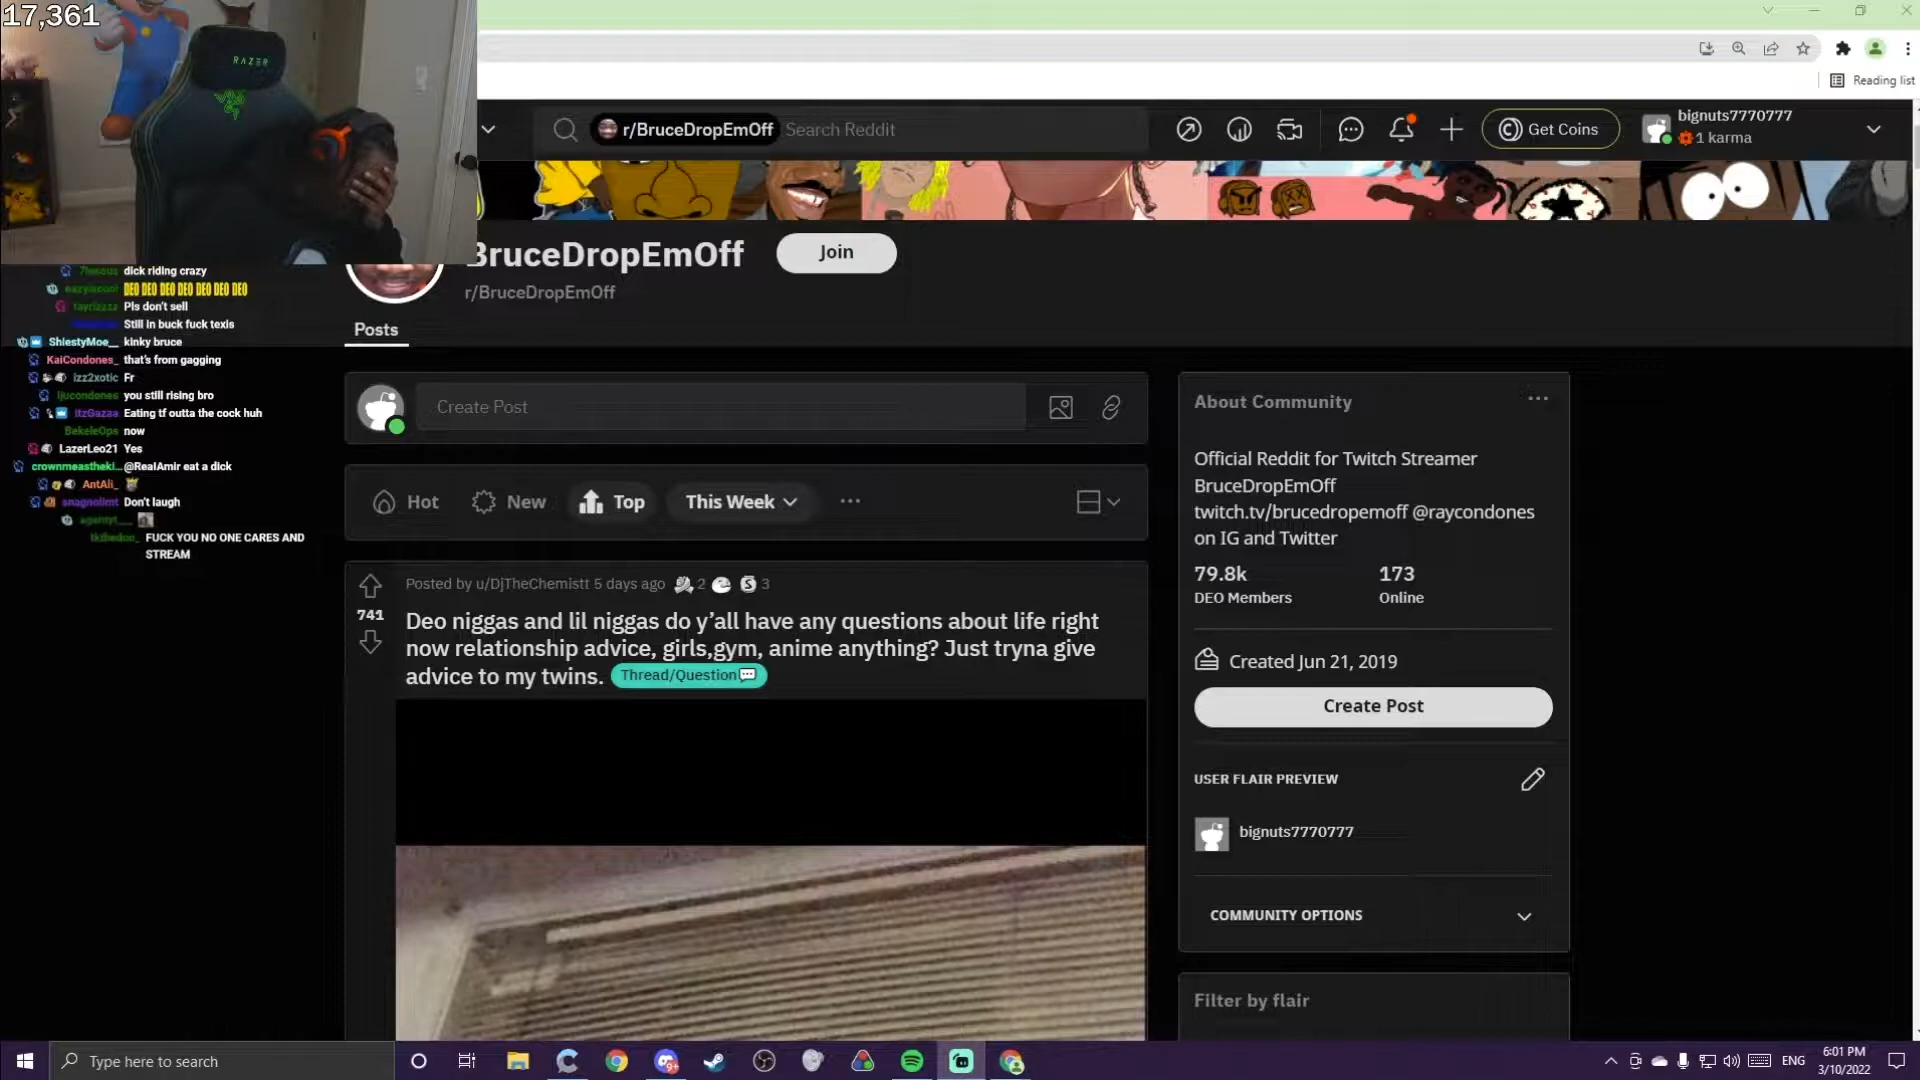 17,361
RAZER
Reading list
r/BruceDropEmOff Search Reddit
Get Coins
bignuts7770777
1 karma
BruceDropEmOff
Join
r/BruceDropEmOff
Posts
dick riding crazy
DEO DEO DEO DEO DEO DEO DEO
tayrizzzz Pls don't sell
Still in buck fuck texis
ShiestyMoe__ kinky bruce
KaiCondones_ that's from gagging
izz2xotic Fr
ljucondones you still rising bro
itzGazaa Eating tf outta the cock huh
BekeleOps now
LazerLeo21 Yes
crownmeastheki... @RealAmir eat a dick
AntAli_
snagnolimt Don't laugh
FUCK YOU NO ONE CARES AND
STREAM
Create Post
Hot New Top This Week
Posted by u/DjTheChemistt 5 days ago 2 3
741
Deo niggas and lil niggas do y'all have any questions about life right
now relationship advice, girls,gym, anime anything? Just tryna give
advice to my twins. Thread/Question
About Community
Official Reddit for Twitch Streamer
BruceDropEmOff
twitch.tv/brucedropemoff @raycondones
on IG and Twitter
79.8k 173
DEO Members Online
Created Jun 21, 2019
Create Post
USER FLAIR PREVIEW
bignuts7770777
COMMUNITY OPTIONS
Filter by flair
Type here to search
9+
ENG
6:01 PM
3/10/2022